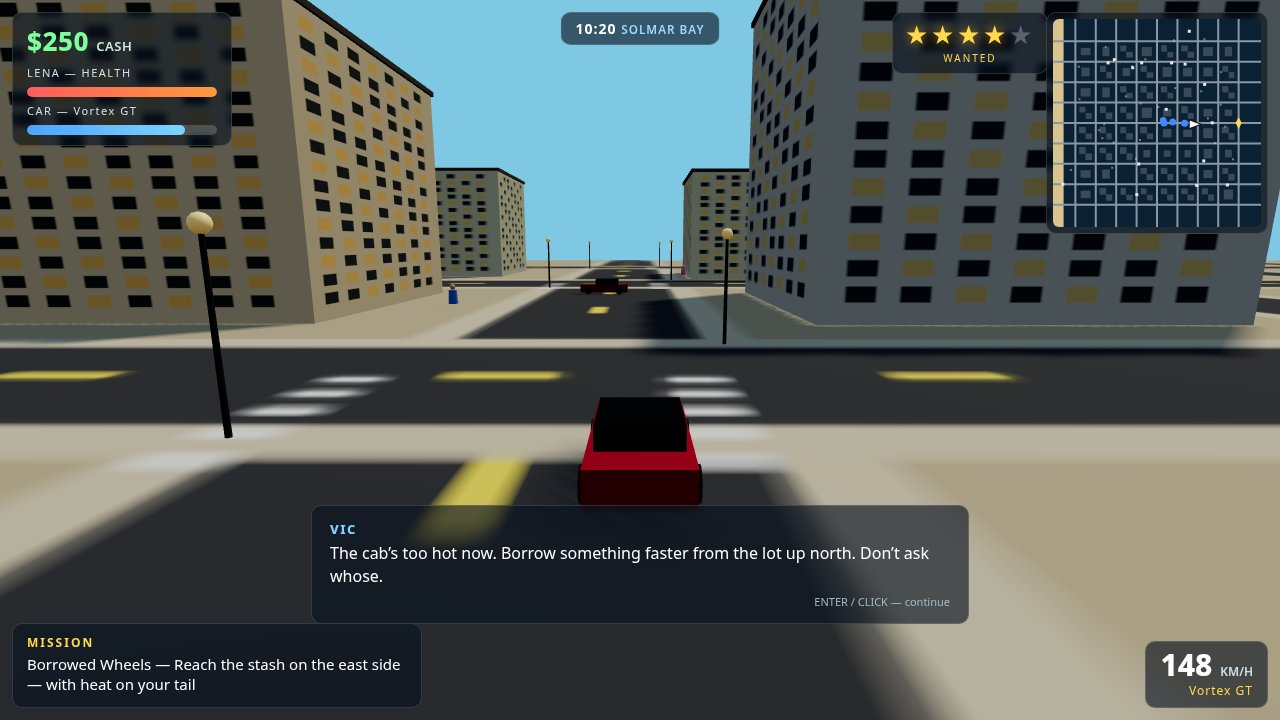 $250 CASH
LENA — HEALTH
CAR — Vortex GT
10:20 SOLMAR BAY
★★★★★
WANTED
VIC
The cab’s too hot now. Borrow something faster from the lot up north. Don’t ask
whose.
ENTER / CLICK — continue
MISSION
Borrowed Wheels — Reach the stash on the east side
— with heat on your tail
148 KM/H
Vortex GT